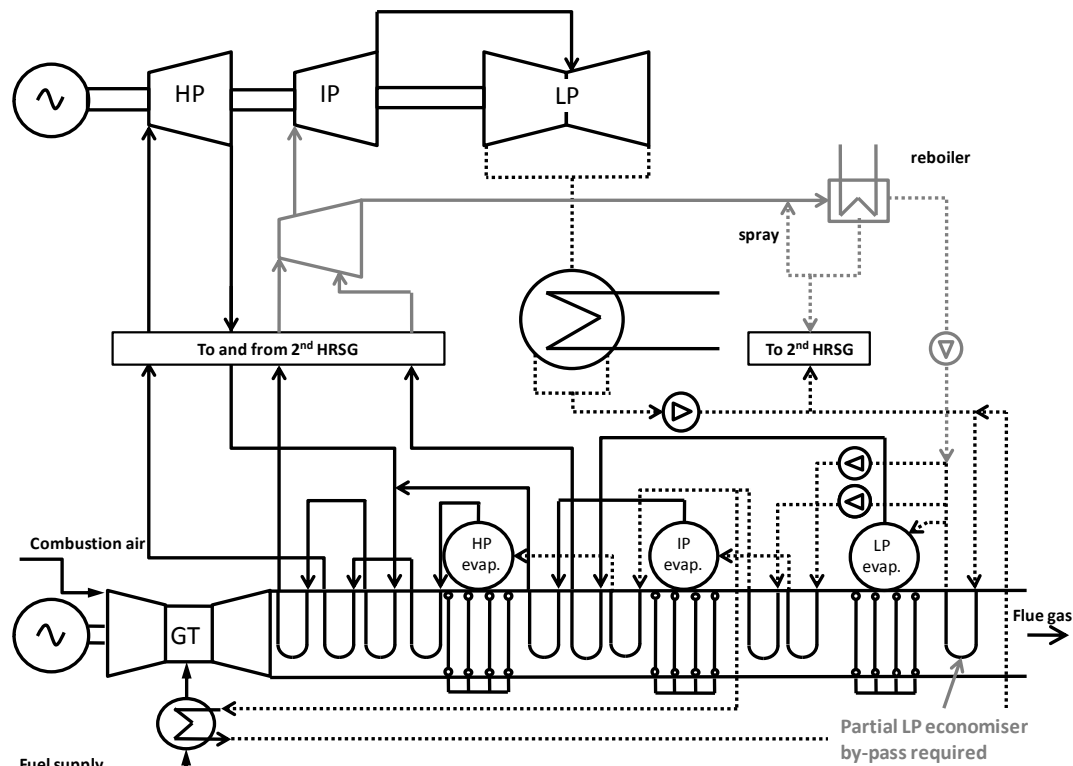 HP
IP
LP
reboiler
spray
To and from 2nd HRSG
To 2nd HRSG
Combustion air
HP
evap.
IP
evap.
LP
evap.
GT
Flue gas
Partial LP economiser
by-pass required
Fuel supply